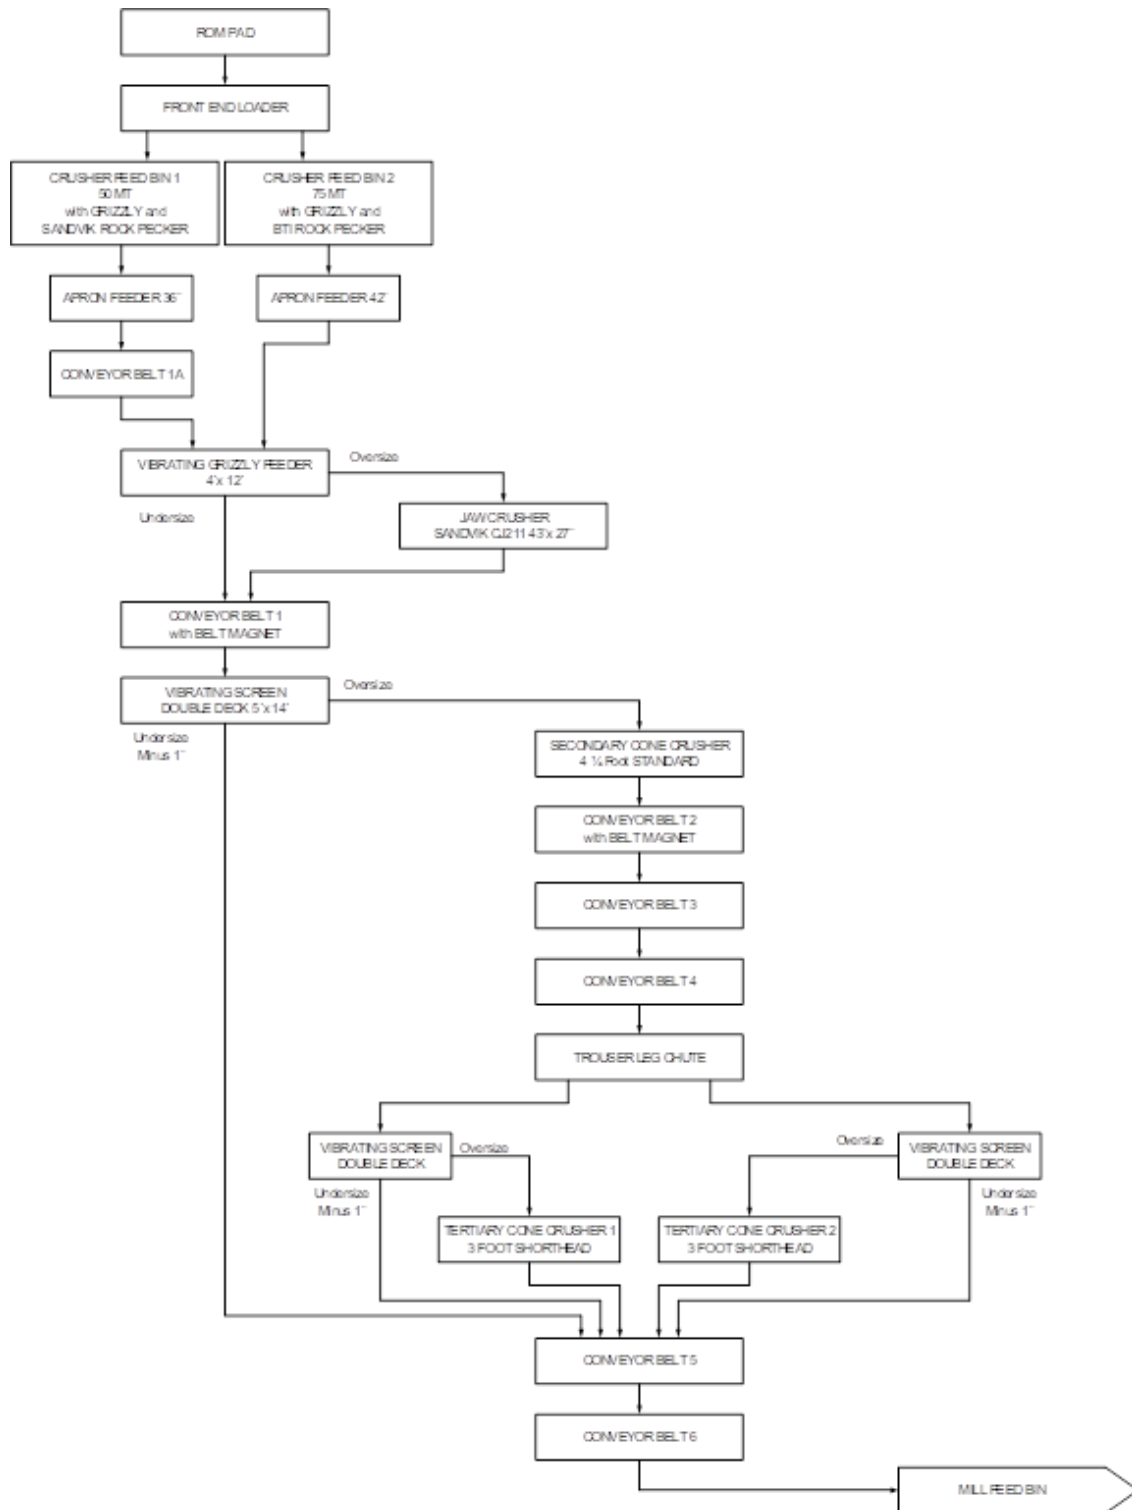 ROM PAD
FRONT END LOADER
CRUSHER FEED BIN 1
50 MT
with GRIZZLY and
SANDVIK ROCK PECKER
CRUSHER FEED BIN 2
75 MT
with GRIZZLY and
BTI ROCK PECKER
APRON FEEDER 36"
APRON FEEDER 42"
CONVEYOR BELT 1A
VIBRATING GRIZZLY FEEDER
4'x 12'
Oversize
Undersize
JAW CRUSHER
SANDVIK CJ211 43"x 27"
CONVEYOR BELT 1
with BELT MAGNET
VIBRATING SCREEN
DOUBLE DECK 5'x 14'
Oversize
Undersize
Minus 1"
SECONDARY CONE CRUSHER
4 ¼ Foot STANDARD
CONVEYOR BELT 2
with BELT MAGNET
CONVEYOR BELT 3
CONVEYOR BELT 4
TROUSER LEG CHUTE
VIBRATING SCREEN
DOUBLE DECK
Oversize
Oversize
VIBRATING SCREEN
DOUBLE DECK
Undersize
Minus 1"
Undersize
Minus 1"
TERTIARY CONE CRUSHER 1
3 FOOT SHORTHEAD
TERTIARY CONE CRUSHER 2
3 FOOT SHORTHEAD
CONVEYOR BELT 5
CONVEYOR BELT 6
MILL FEED BIN